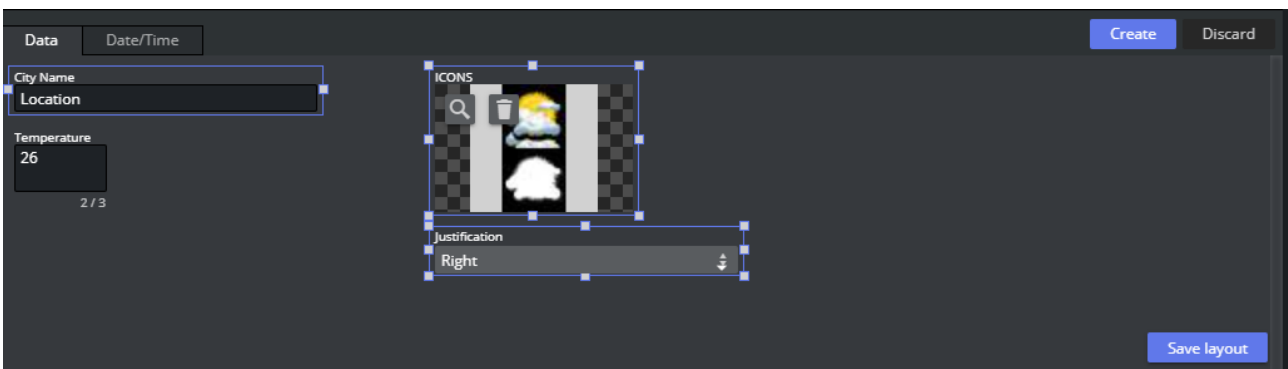 Data
Date/Time
Create
Discard
City Name
Location
Temperature
26
2 / 3
ICONS
Justification
Right
Save layout